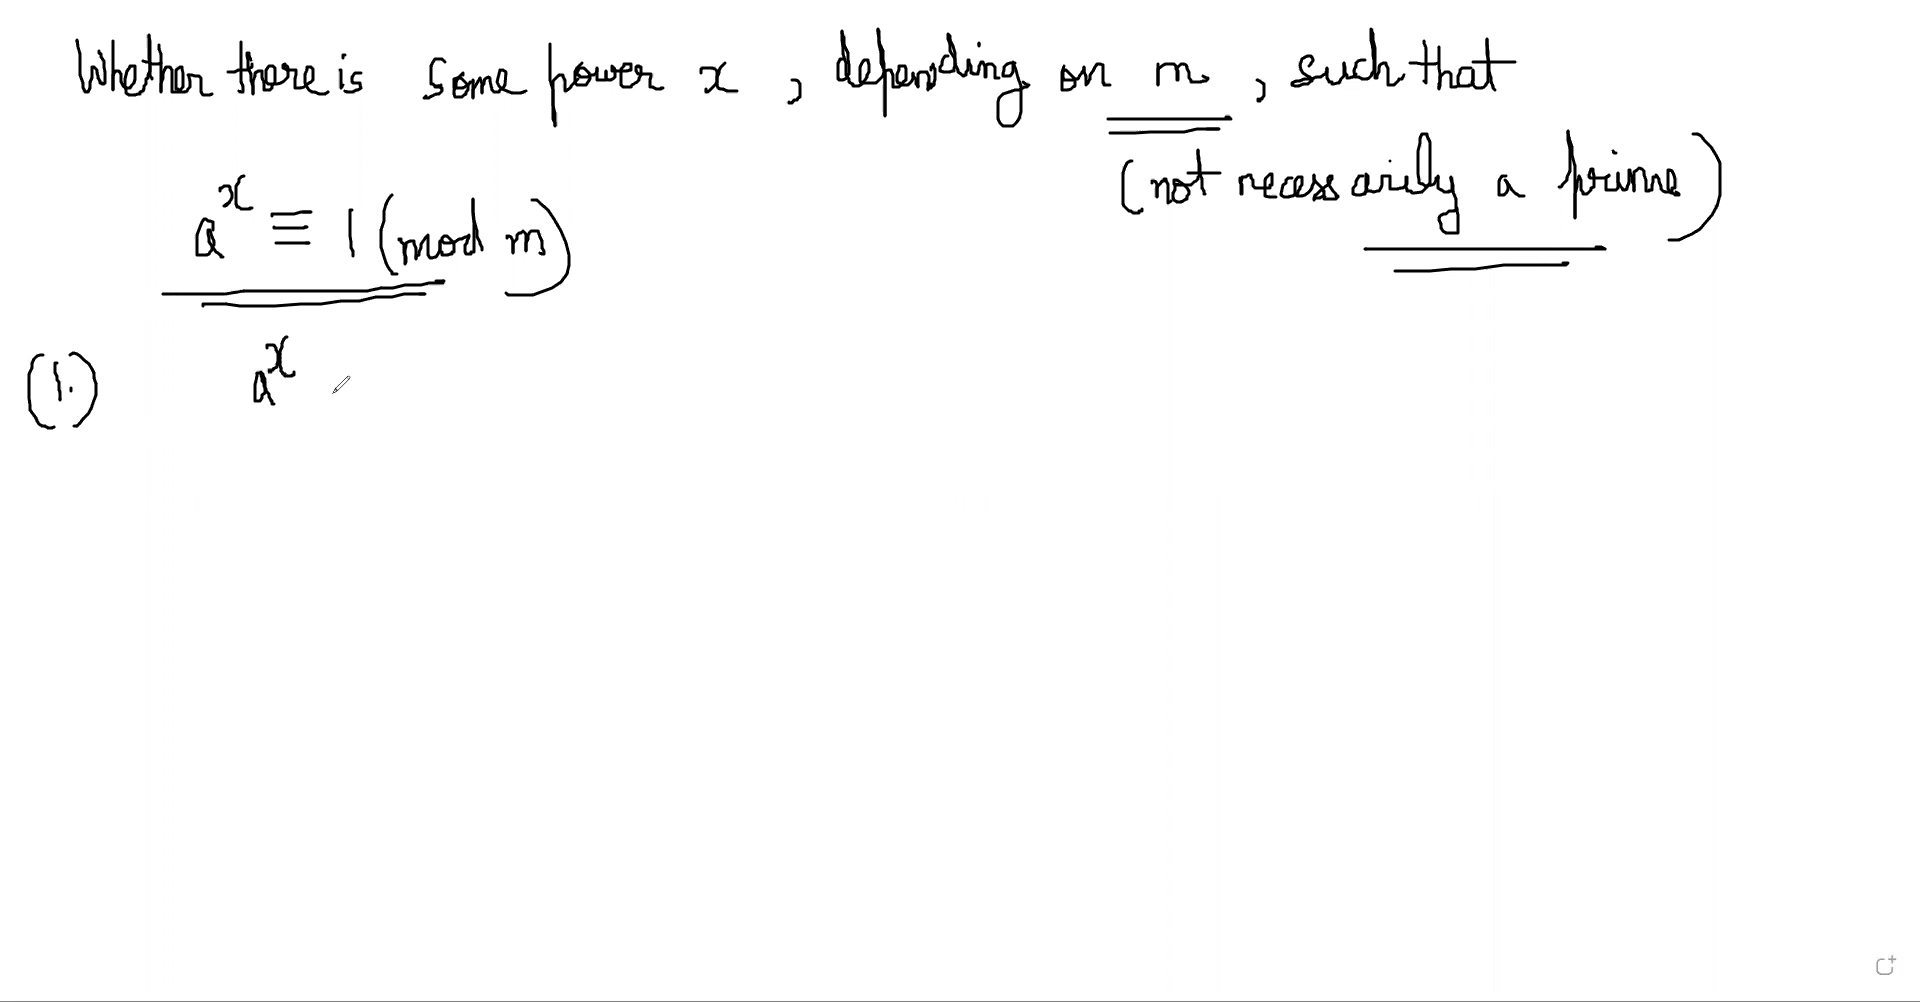 Whether there is some power x, depending on m, such that
(not necessarily a prime)
a^x ≡ 1 (mod m)
(1.) a^x